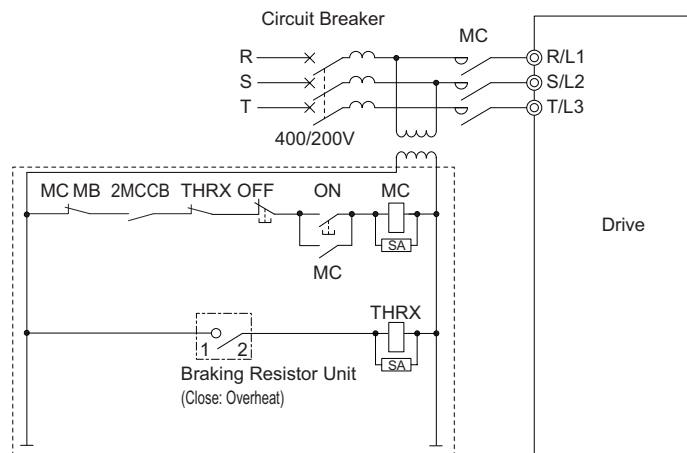 Circuit Breaker
MC
R
R/L1
S
S/L2
T
T/L3
400/200V
MC MB 2MCCB THRX OFF ON MC
SA
MC
Drive
THRX
1 2
SA
Braking Resistor Unit
(Close: Overheat)